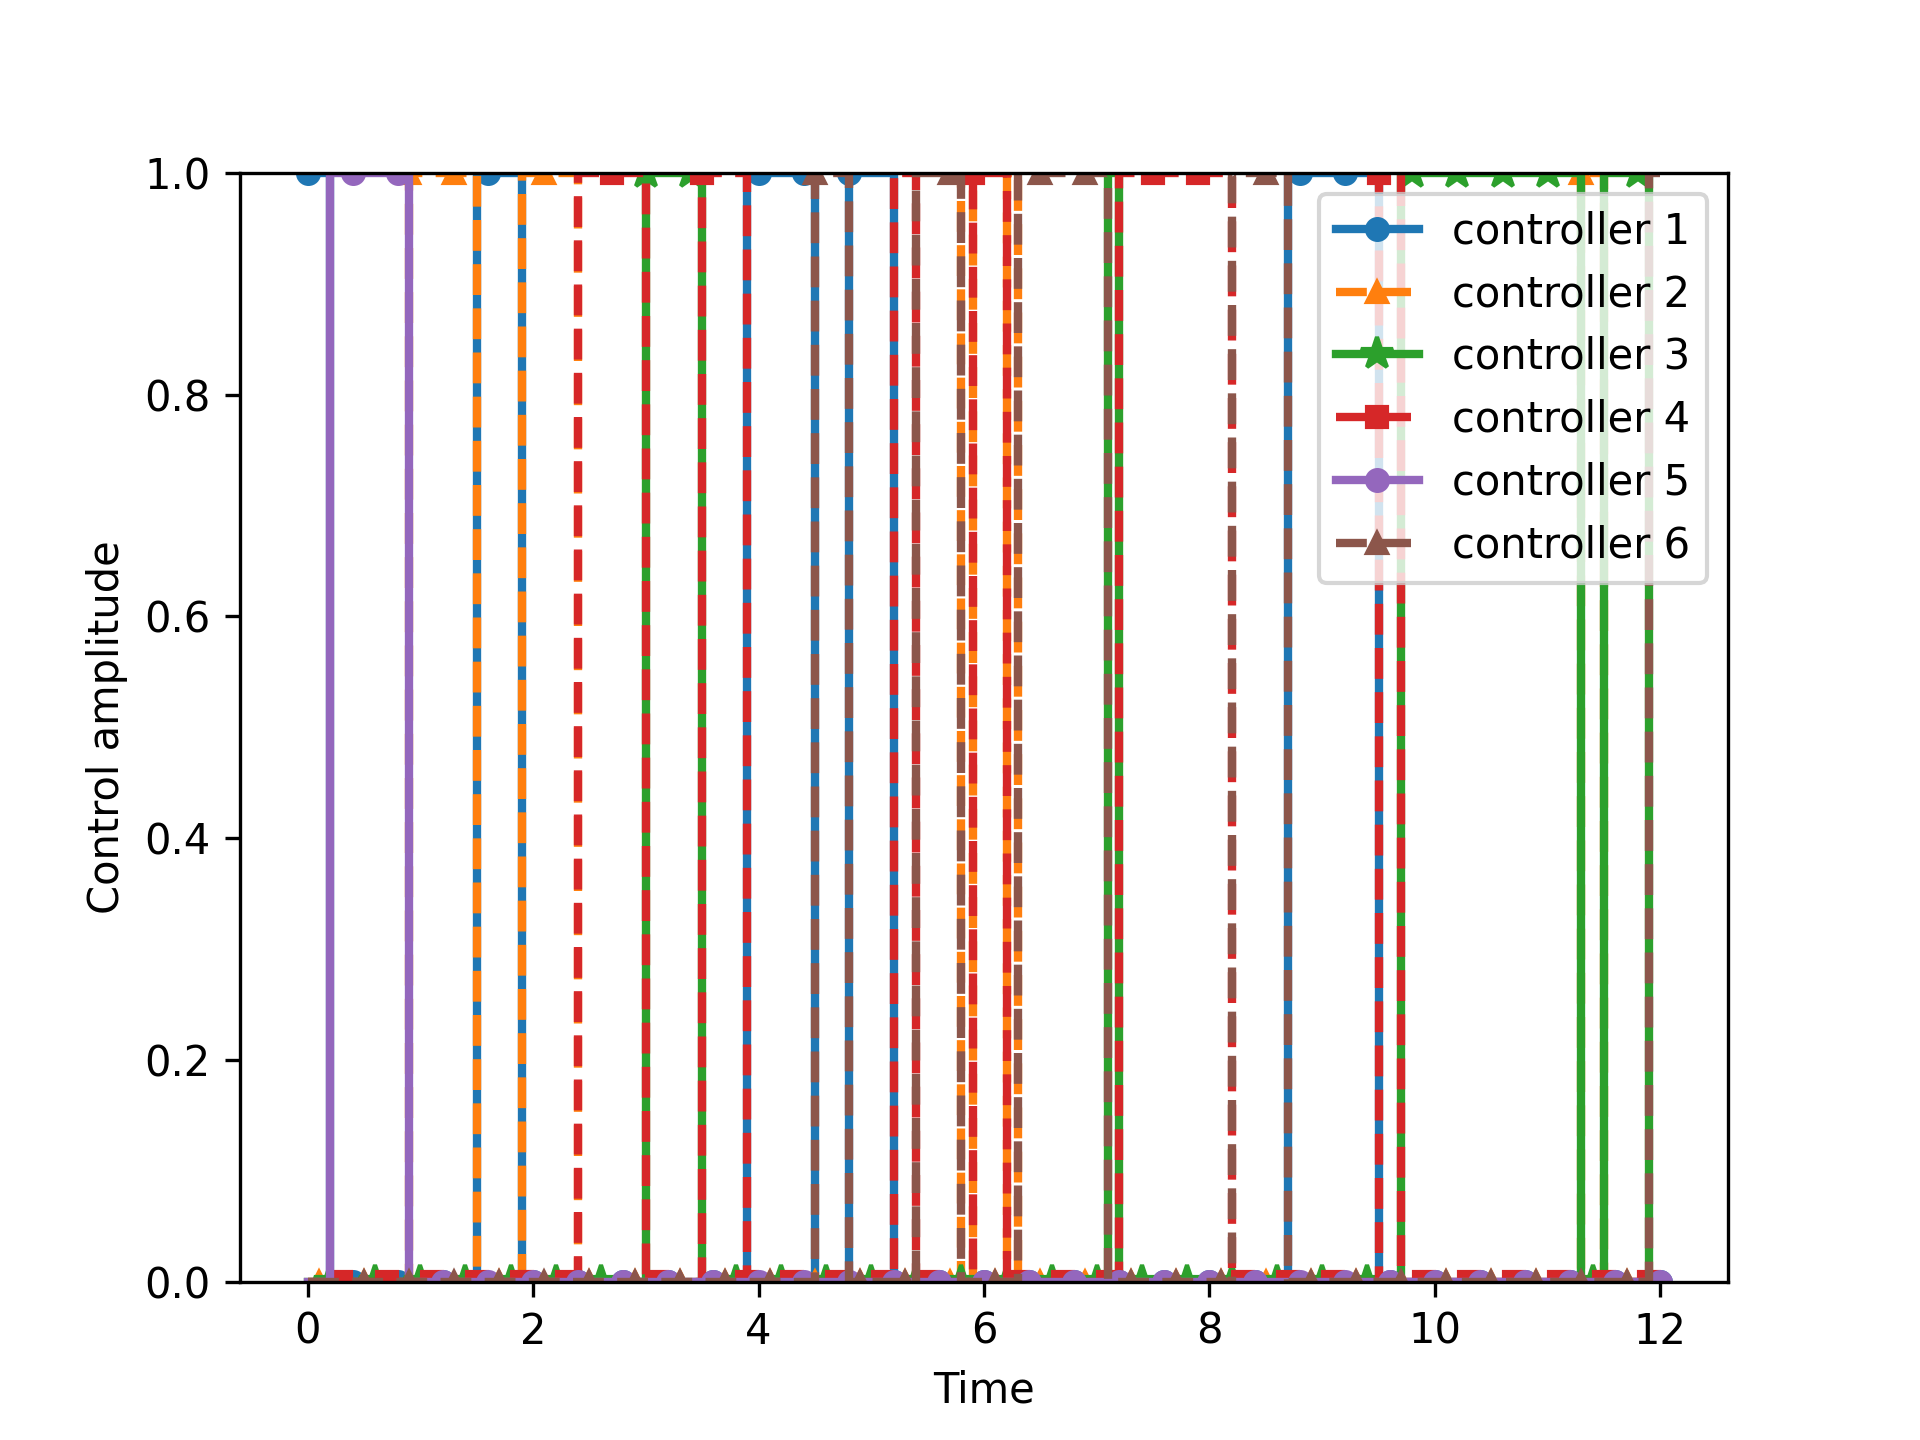 1.0
0.8
0.6
0.4
0.2
0.0
Control amplitude
controller 1
controller 2
controller 3
controller 4
controller 5
controller 6
0 2 4 6 8 10 12
Time